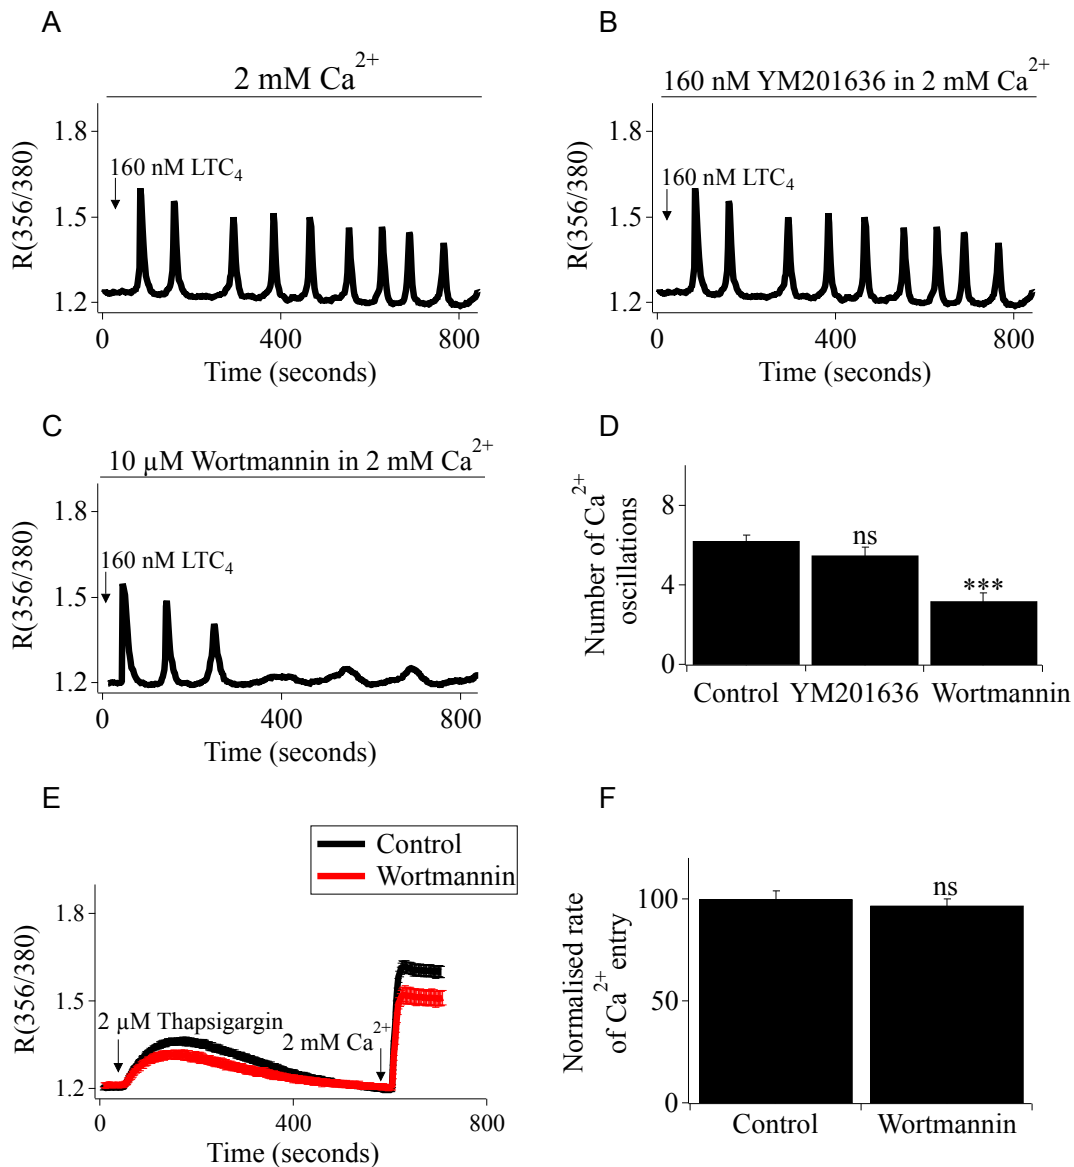 A
2 mM Ca2+
R(356/380)
1.8
1.5
1.2
160 nM LTC4
0
400
800
Time (seconds)
B
160 nM YM201636 in 2 mM Ca2+
R(356/380)
1.8
1.5
1.2
160 nM LTC4
0
400
800
Time (seconds)
C
10 µM Wortmannin in 2 mM Ca2+
R(356/380)
1.8
1.5
1.2
160 nM LTC4
0
400
800
Time (seconds)
D
Number of Ca2+
oscillations
8
4
0
ns
***
Control YM201636 Wortmannin
E
Control
Wortmannin
R(356/380)
1.8
1.5
1.2
2 µM Thapsigargin
2 mM Ca2+
0
400
800
Time (seconds)
F
Normalised rate
of Ca2+ entry
100
50
0
ns
Control Wortmannin